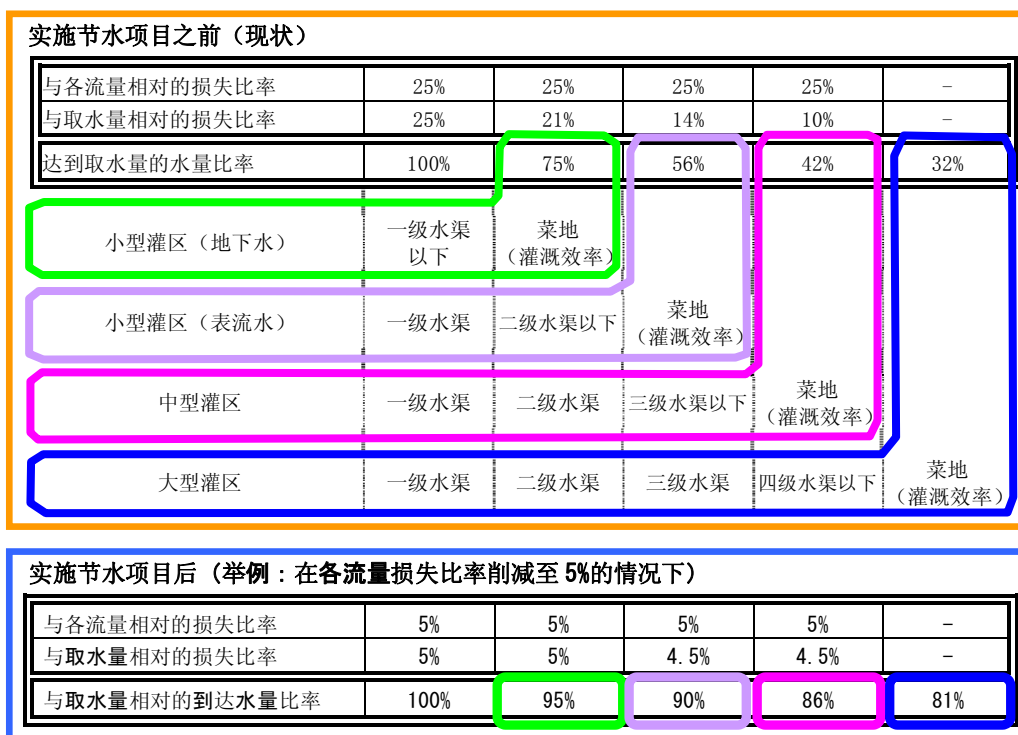 实施节水项目之前（现状）
与各流量相对的损失比率 25% 25% 25% 25% －
与取水量相对的损失比率 25% 21% 14% 10% －
达到取水量的水量比率 100% 75% 56% 42% 32%
小型灌区（地下水） 一级水渠以下 菜地（灌溉效率）
小型灌区（表流水） 一级水渠 二级水渠以下 菜地（灌溉效率）
中型灌区 一级水渠 二级水渠 三级水渠以下 菜地（灌溉效率）
大型灌区 一级水渠 二级水渠 三级水渠 四级水渠以下 菜地（灌溉效率）
实施节水项目后（举例：在各流量损失比率削减至 5%的情况下）
与各流量相对的损失比率 5% 5% 5% 5% －
与取水量相对的损失比率 5% 5% 4.5% 4.5% －
与取水量相对的到达水量比率 100% 95% 90% 86% 81%